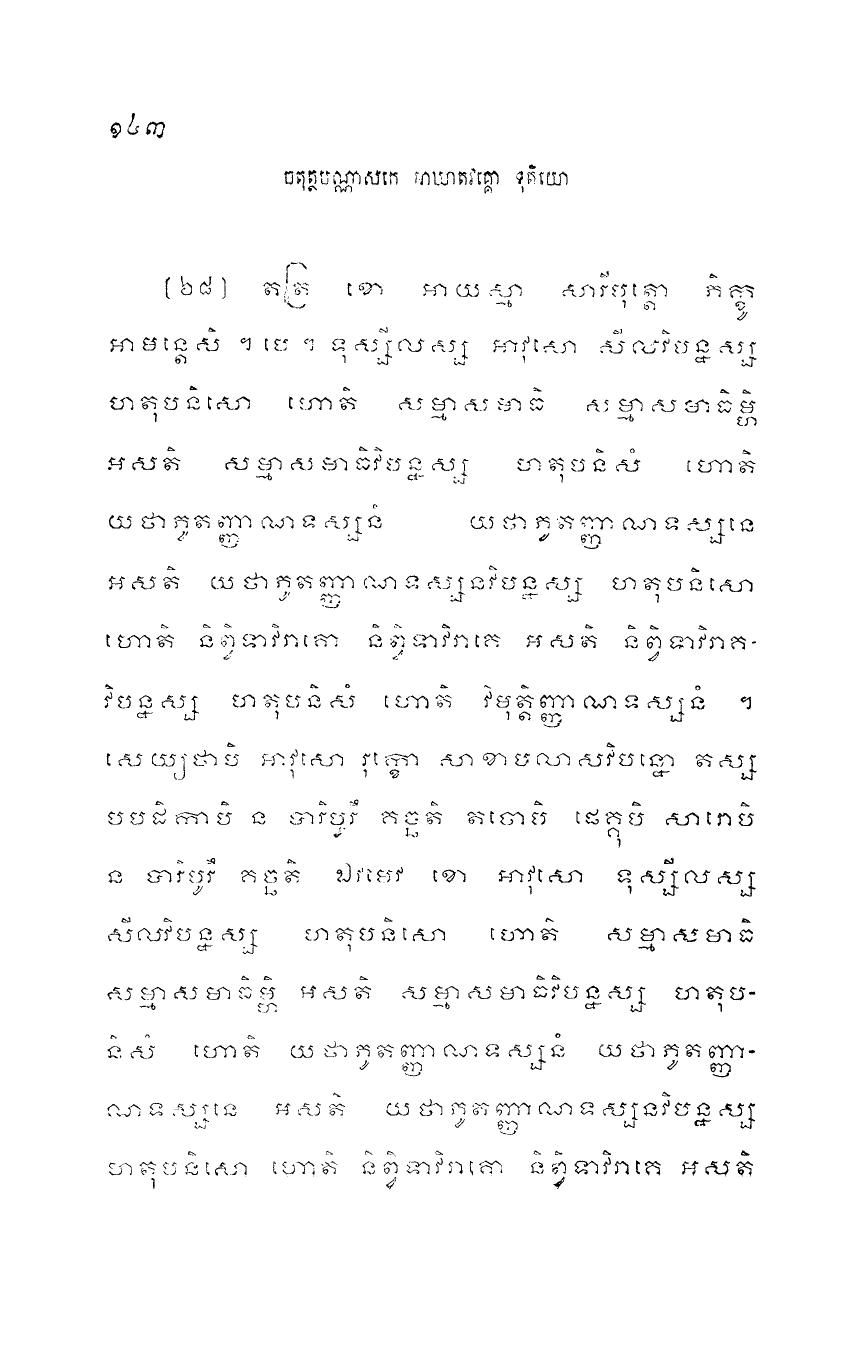 ១៤៣
ចតុត្ថបណ្ណាសកេ អាឃាតវគ្គោ ទុតិយោ
[៦៨] តត្រ ខោ អាយស្មា សារីបុត្តោ ភិក្ខូ
អាមន្តេសិ ។ បេ ។ ទុស្សីលស្ស អាវុសោ សីលវិបន្នស្ស
ហតុបនិសោ ហោតិ សម្មាសមាធិ សម្មាសមាធិម្ហិ
អសតិ សម្មាសមាធិវិបន្នស្ស ហតុបនិសំ ហោតិ
យថាភូតញ្ញាណទស្សនំ យថាភូតញ្ញាណទស្សនេ
អសតិ យថាភូតញ្ញាណទស្សនវិបន្នស្ស ហតុបនិសោ
ហោតិ និព្វិទាវិរាគោ និព្វិទាវិរាគេ អសតិ និព្វិទាវិរាគ-
វិបន្នស្ស ហតុបនិសំ ហោតិ វិមុត្តិញ្ញាណទស្សនំ ។
សេយ្យថាបិ អាវុសោ រុក្ខោ សាខាបលាសវិបន្នោ តស្ស
បបដិកាបិ ន បារិបូរឹ គច្ឆតិ តចោបិ ផេគ្គុបិ សារោបិ
ន បារិបូរឹ គច្ឆតិ ឯវមេវ ខោ អាវុសោ ទុស្សីលស្ស
សីលវិបន្នស្ស ហតុបនិសោ ហោតិ សម្មាសមាធិ
សម្មាសមាធិម្ហិ អសតិ សម្មាសមាធិវិបន្នស្ស ហតុប-
និសំ ហោតិ យថាភូតញ្ញាណទស្សនំ យថាភូតញ្ញា-
ណទស្សនេ អសតិ យថាភូតញ្ញាណទស្សនវិបន្នស្ស
ហតុបនិសោ ហោតិ និព្វិទាវិរាគោ និព្វិទាវិរាគេ អសតិ